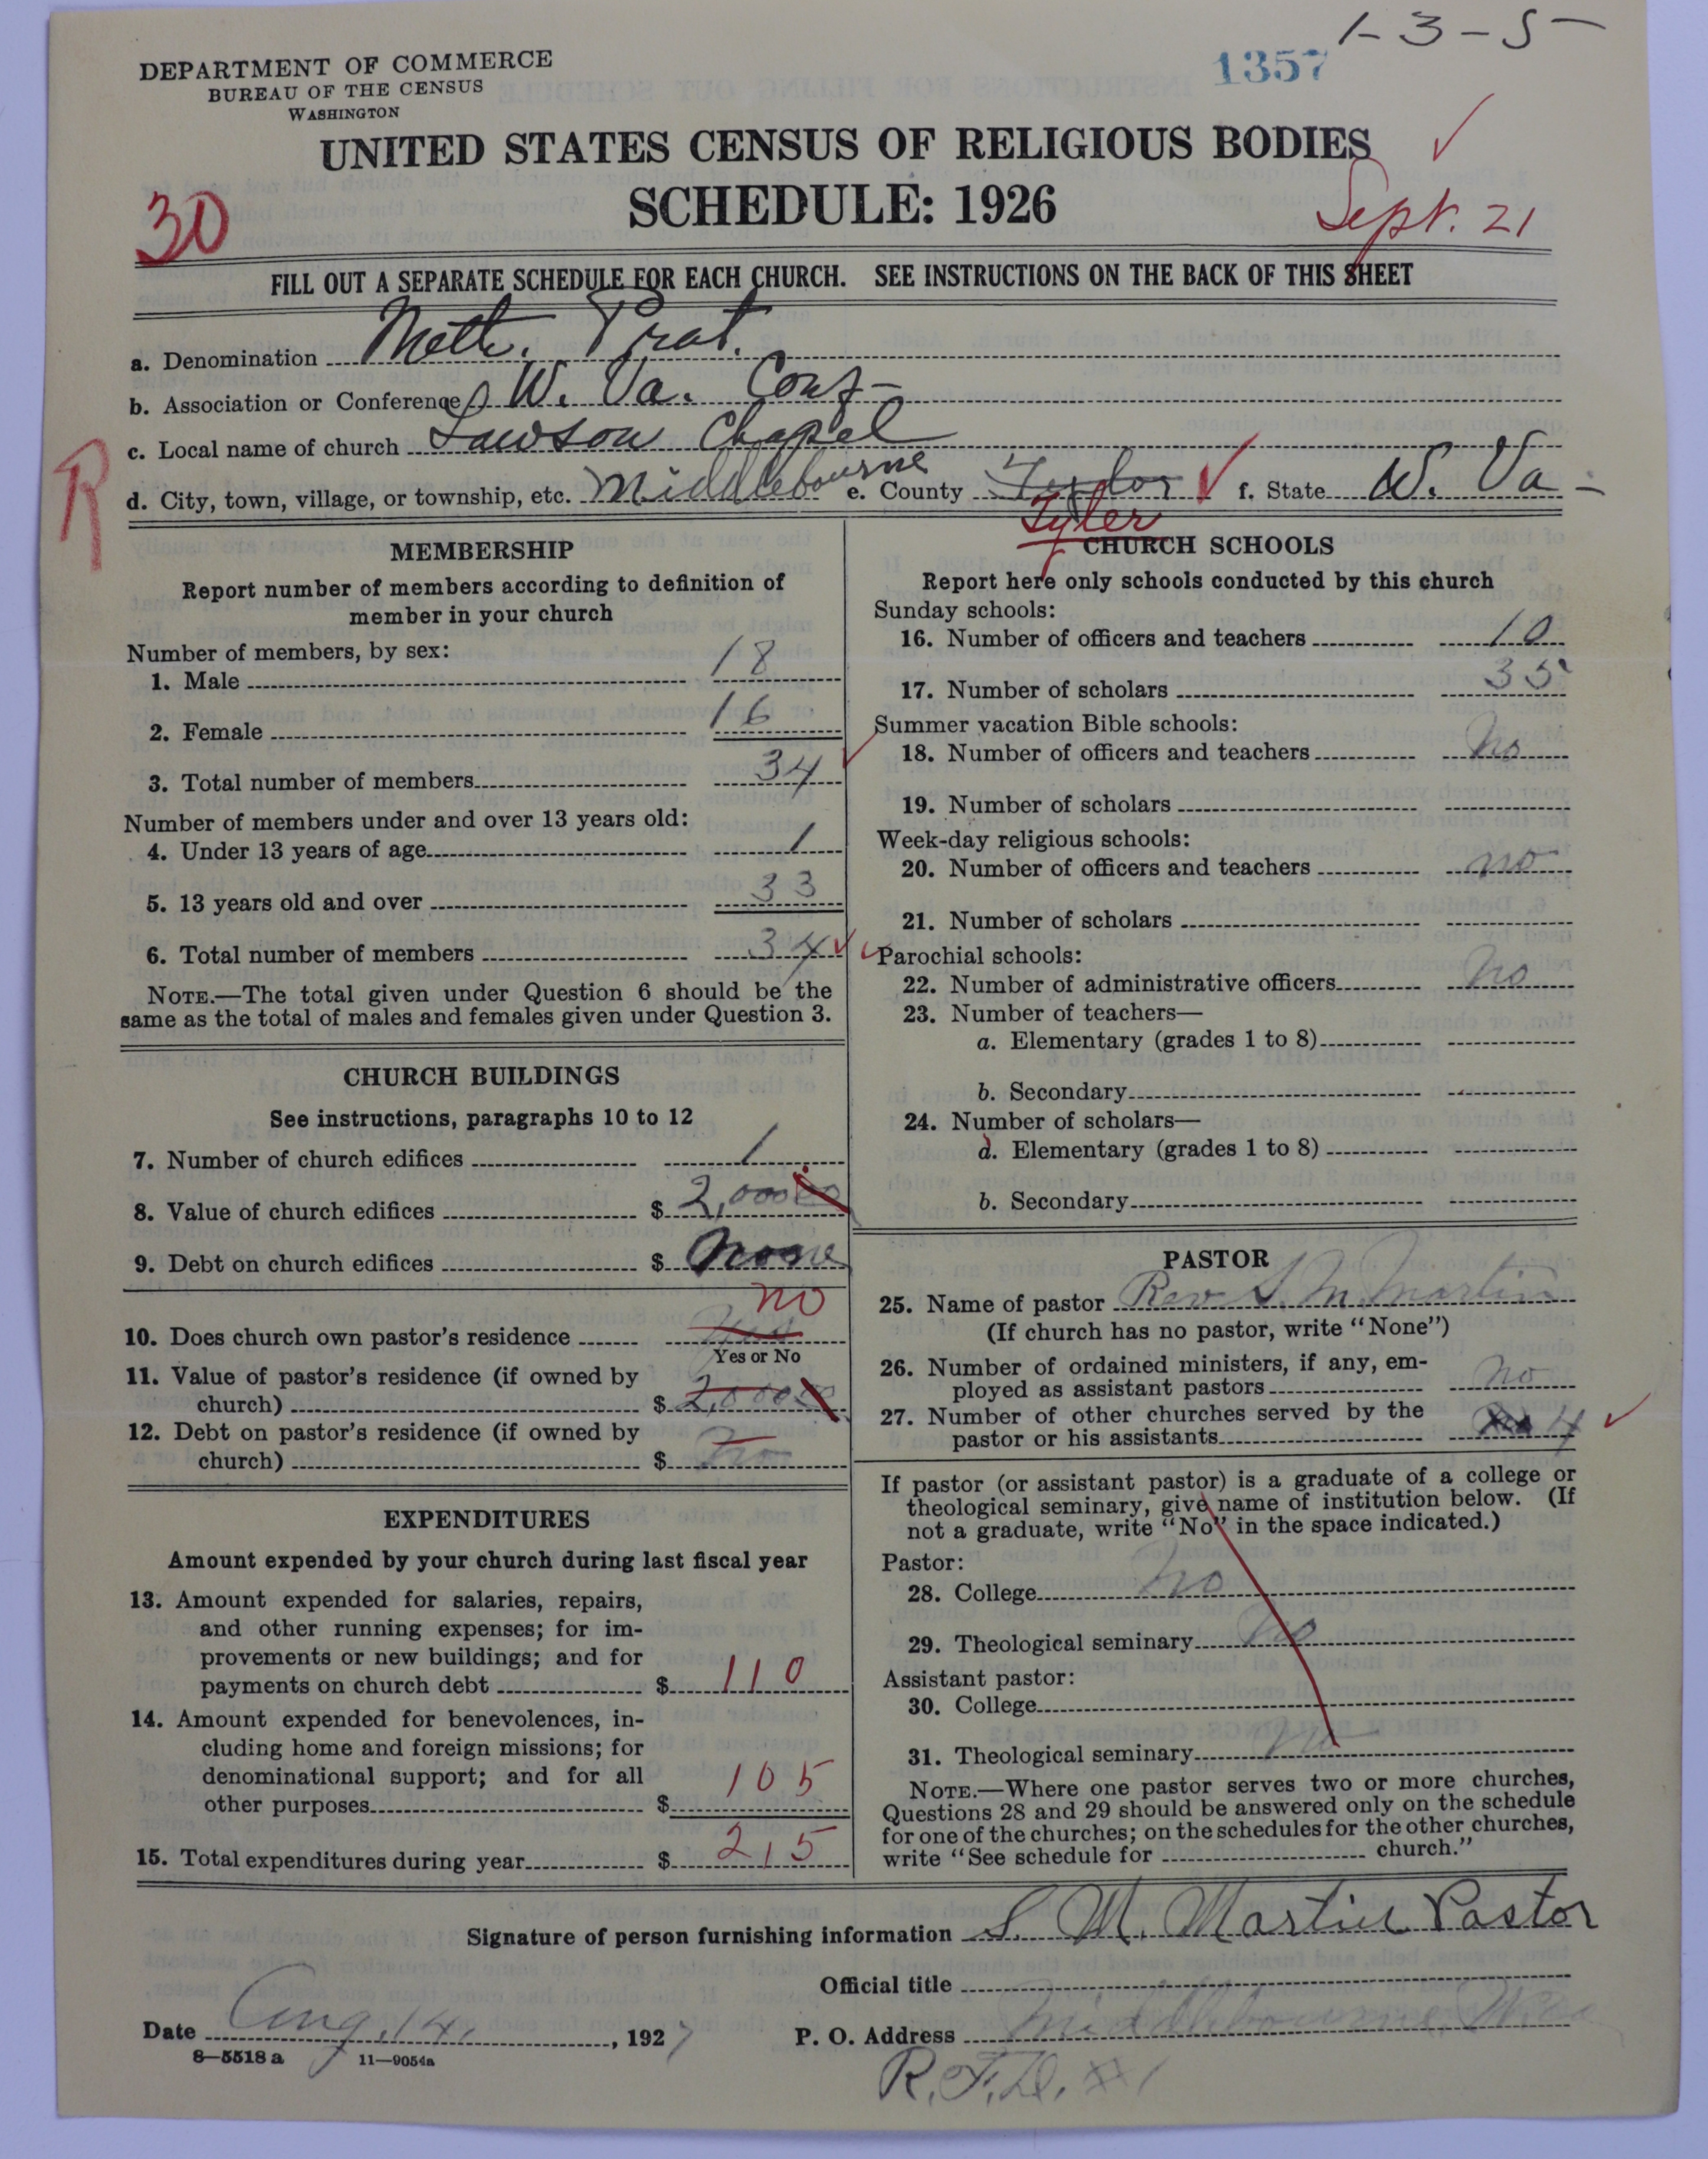 1-3-5-
1357
DEPARTMENT OF COMMERCE
BUREAU OF THE CENSUS
WASHINGTON
UNITED STATES CENSUS OF RELIGIOUS BODIES
SCHEDULE: 1926
30
Sept. 21
FILL OUT A SEPARATE SCHEDULE FOR EACH CHURCH. SEE INSTRUCTIONS ON THE BACK OF THIS SHEET
a. Denomination Meth. Prot.
b. Association or Conference W. Va. Conf-
c. Local name of church Lawson Chapel
R
d. City, town, village, or township, etc. Middlebourne e. County Tylor f. State W. Va-
Tyler
MEMBERSHIP
Report number of members according to definition of
member in your church
Number of members, by sex:
1. Male 18
2. Female 16
3. Total number of members 34
Number of members under and over 13 years old:
4. Under 13 years of age 1
5. 13 years old and over 33
6. Total number of members 34
NOTE.—The total given under Question 6 should be the
same as the total of males and females given under Question 3.
CHURCH BUILDINGS
See instructions, paragraphs 10 to 12
7. Number of church edifices 1
8. Value of church edifices $ 2,000 00
9. Debt on church edifices $ none
no
10. Does church own pastor's residence
Yes or No
11. Value of pastor's residence (if owned by
church) $ 2,000
12. Debt on pastor's residence (if owned by
church) $ no
EXPENDITURES
Amount expended by your church during last fiscal year
13. Amount expended for salaries, repairs,
and other running expenses; for im-
provements or new buildings; and for
payments on church debt $ 110
14. Amount expended for benevolences, in-
cluding home and foreign missions; for
denominational support; and for all
other purposes $ 105
15. Total expenditures during year $ 215
CHURCH SCHOOLS
Report here only schools conducted by this church
Sunday schools:
16. Number of officers and teachers 10
17. Number of scholars 35
Summer vacation Bible schools:
18. Number of officers and teachers No
19. Number of scholars
Week-day religious schools:
20. Number of officers and teachers no
21. Number of scholars
Parochial schools:
22. Number of administrative officers No
23. Number of teachers—
a. Elementary (grades 1 to 8)
b. Secondary
24. Number of scholars—
a. Elementary (grades 1 to 8)
b. Secondary
PASTOR
25. Name of pastor Rev S. M. Martin
(If church has no pastor, write "None")
26. Number of ordained ministers, if any, em-
ployed as assistant pastors no
27. Number of other churches served by the
pastor or his assistants 4
If pastor (or assistant pastor) is a graduate of a college or
theological seminary, give name of institution below. (If
not a graduate, write "No" in the space indicated.)
Pastor:
28. College no
29. Theological seminary no
Assistant pastor:
30. College
31. Theological seminary no
NOTE.—Where one pastor serves two or more churches,
Questions 28 and 29 should be answered only on the schedule
for one of the churches; on the schedules for the other churches,
write "See schedule for church."
Signature of person furnishing information S. M. Martin Pastor
Official title
Date Aug. 14, 1927
P. O. Address Middlebourne, W Va
8—5518 a 11—9054a
R.F.D. #1